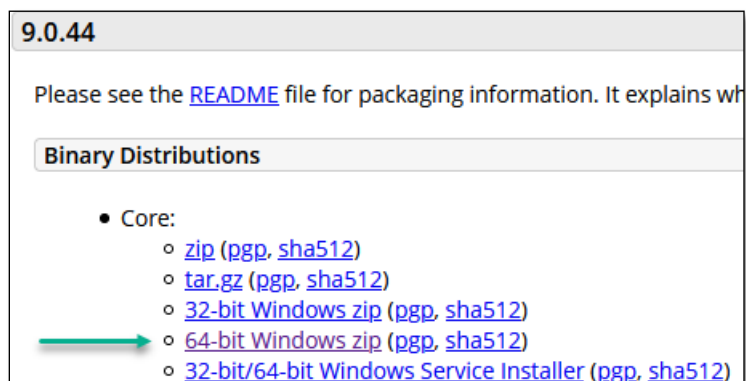 9.0.44
Please see the README file for packaging information. It explains
Binary Distributions
Core:
zip (pgp, sha512)
tar.gz (pgp, sha512)
32-bit Windows zip (pgp, sha512)
64-bit Windows zip (pgp, sha512)
32-bit/64-bit Windows Service Installer (pgp, sha512)